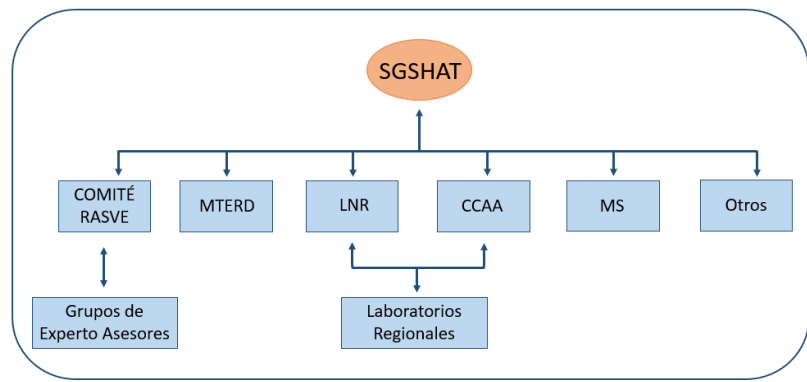 SGSHAT
COMITÉ
RASVE
MTERD
LNR
CCAA
MS
Otros
Grupos de
Experto Asesores
Laboratorios
Regionales